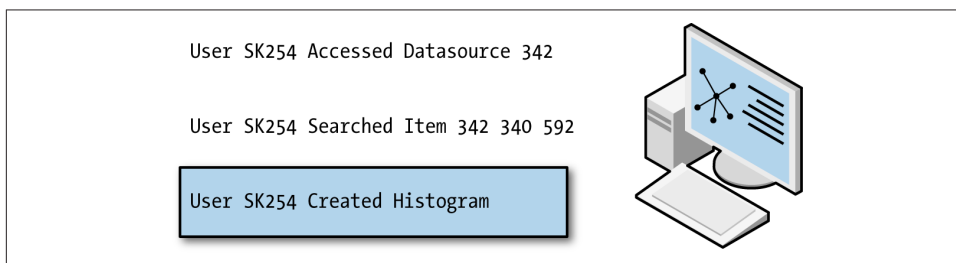 User SK254 Accessed Datasource 342
User SK254 Searched Item 342 340 592
User SK254 Created Histogram